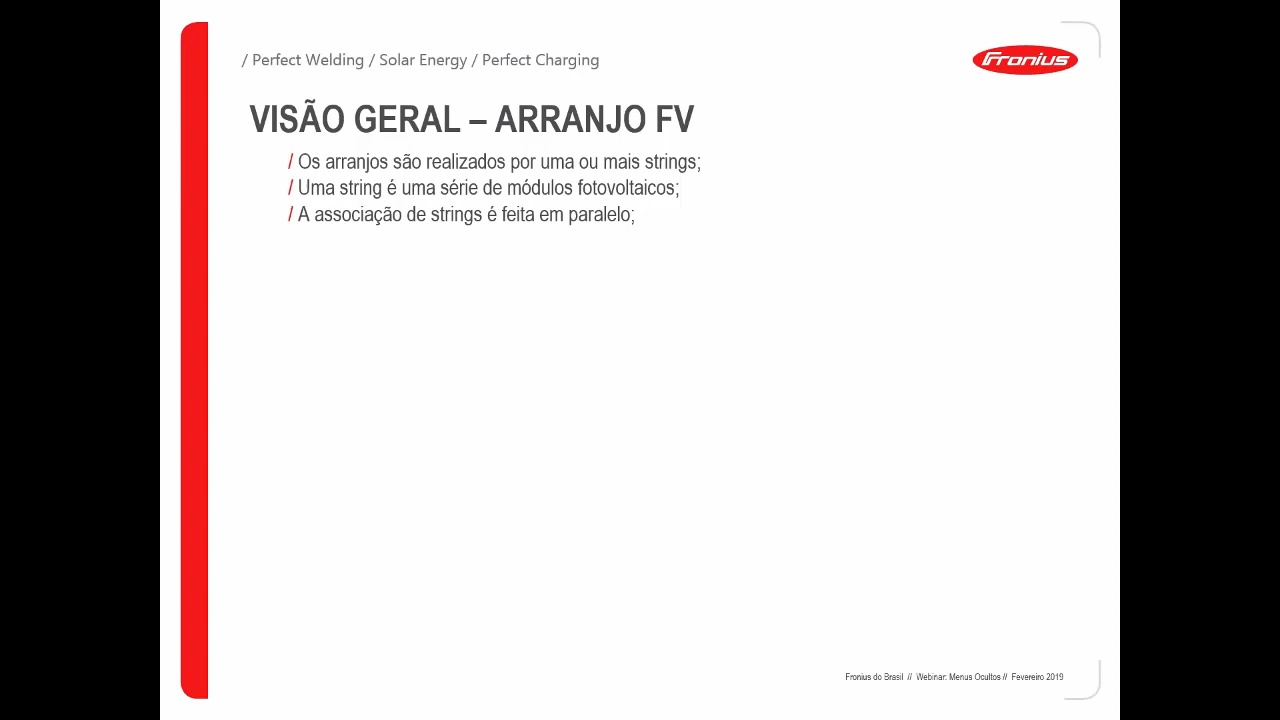 / Perfect Welding / Solar Energy / Perfect Charging
Fronius
VISÃO GERAL – ARRANJO FV
/ Os arranjos são realizados por uma ou mais strings;
/ Uma string é uma série de módulos fotovoltaicos;
/ A associação de strings é feita em paralelo;
Fronius do Brasil // Webinar: Menus Ocultos // Fevereiro 2019